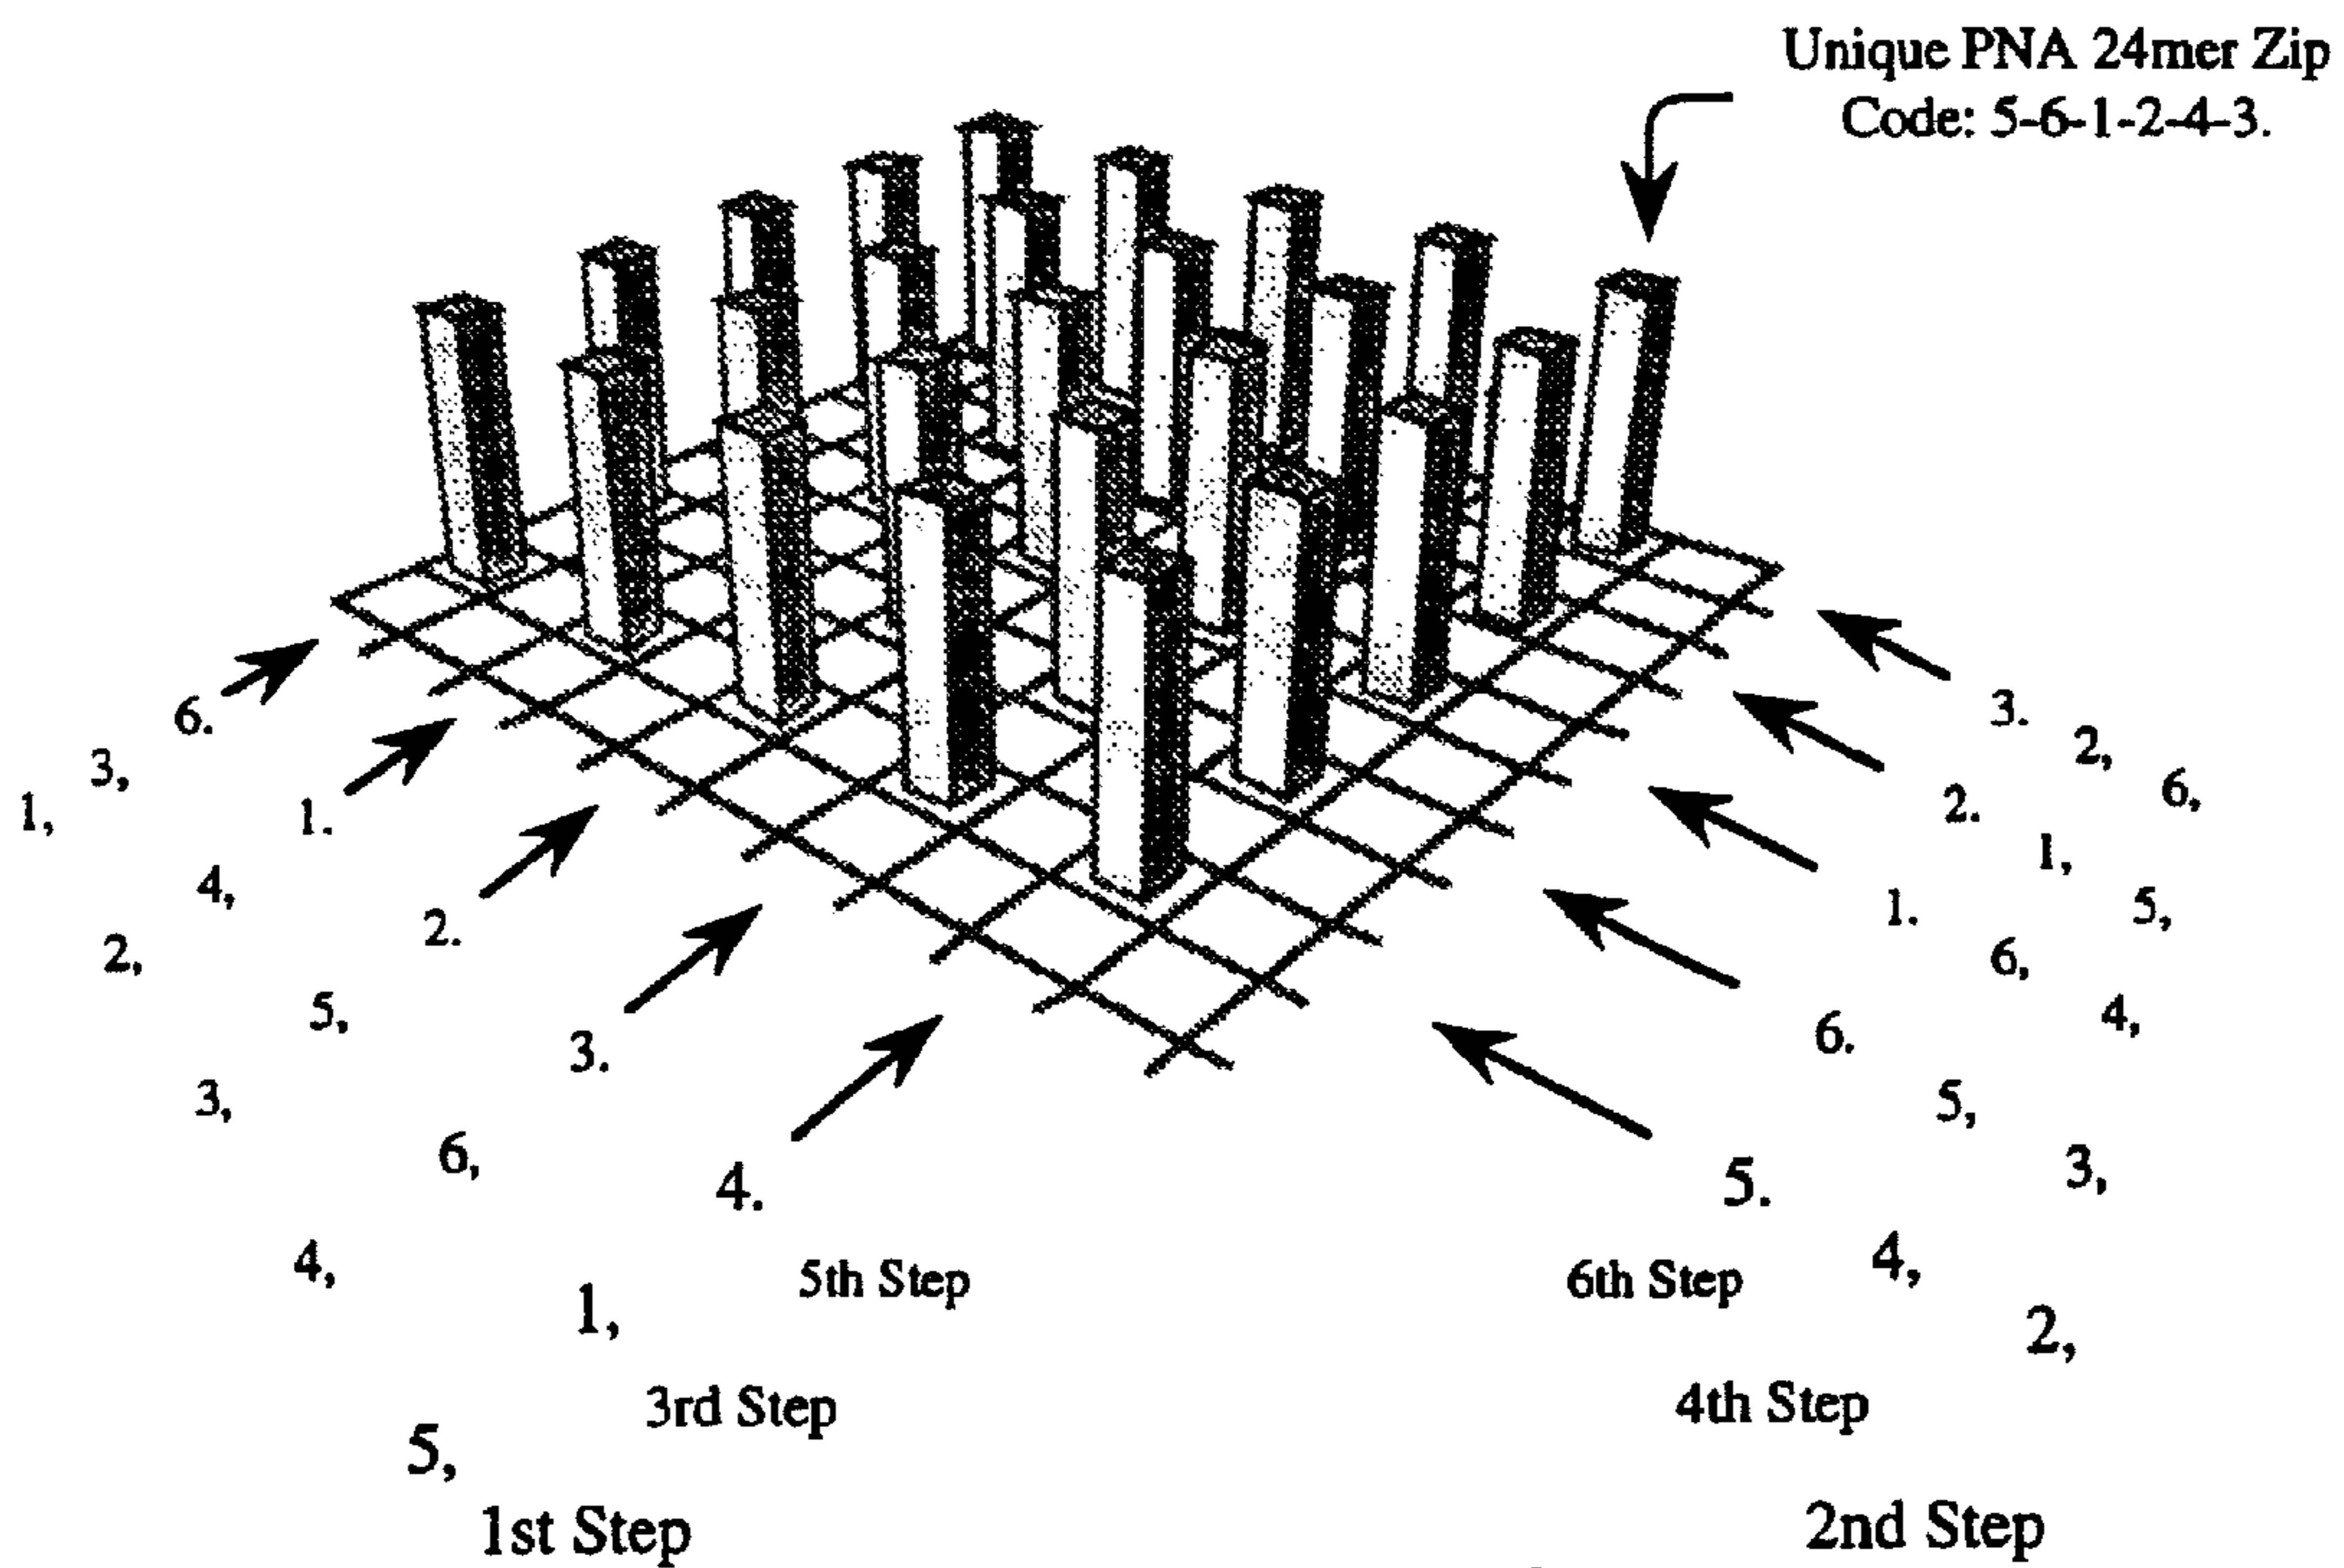 Unique PNA 24mer Zip
Code: 5-6-1-2-4-3.
1, 3, 6.
2, 4, 1.
3, 5, 2.
4, 6, 3.
5, 1, 4.
3. 2, 6,
2. 1, 5,
1. 6, 4,
6. 5, 3,
5. 4, 2,
5th Step
6th Step
3rd Step
4th Step
1st Step
2nd Step